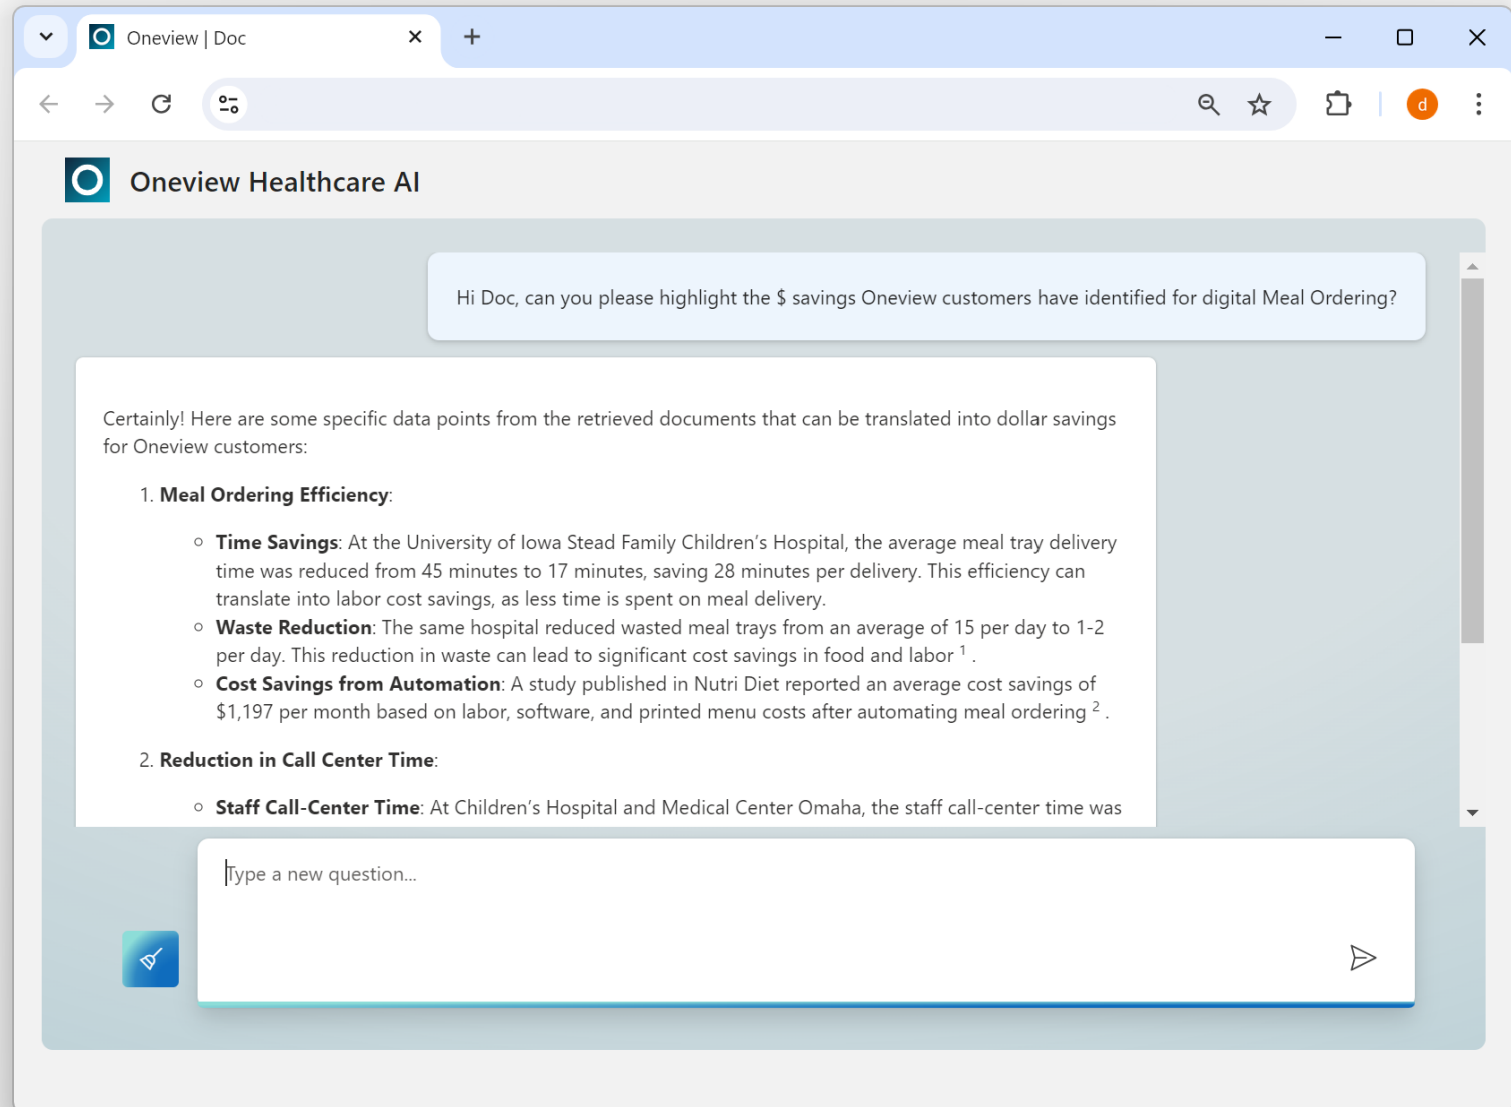 Oneview | Doc
d
Oneview Healthcare AI
Hi Doc, can you please highlight the $ savings Oneview customers have identified for digital Meal Ordering?
Certainly! Here are some specific data points from the retrieved documents that can be translated into dollar savings
for Oneview customers:
1. Meal Ordering Efficiency:
Time Savings: At the University of Iowa Stead Family Children’s Hospital, the average meal tray delivery
time was reduced from 45 minutes to 17 minutes, saving 28 minutes per delivery. This efficiency can
translate into labor cost savings, as less time is spent on meal delivery.
Waste Reduction: The same hospital reduced wasted meal trays from an average of 15 per day to 1-2
per day. This reduction in waste can lead to significant cost savings in food and labor 1 .
Cost Savings from Automation: A study published in Nutri Diet reported an average cost savings of
$1,197 per month based on labor, software, and printed menu costs after automating meal ordering 2 .
2. Reduction in Call Center Time:
Staff Call-Center Time: At Children’s Hospital and Medical Center Omaha, the staff call-center time was
Type a new question...